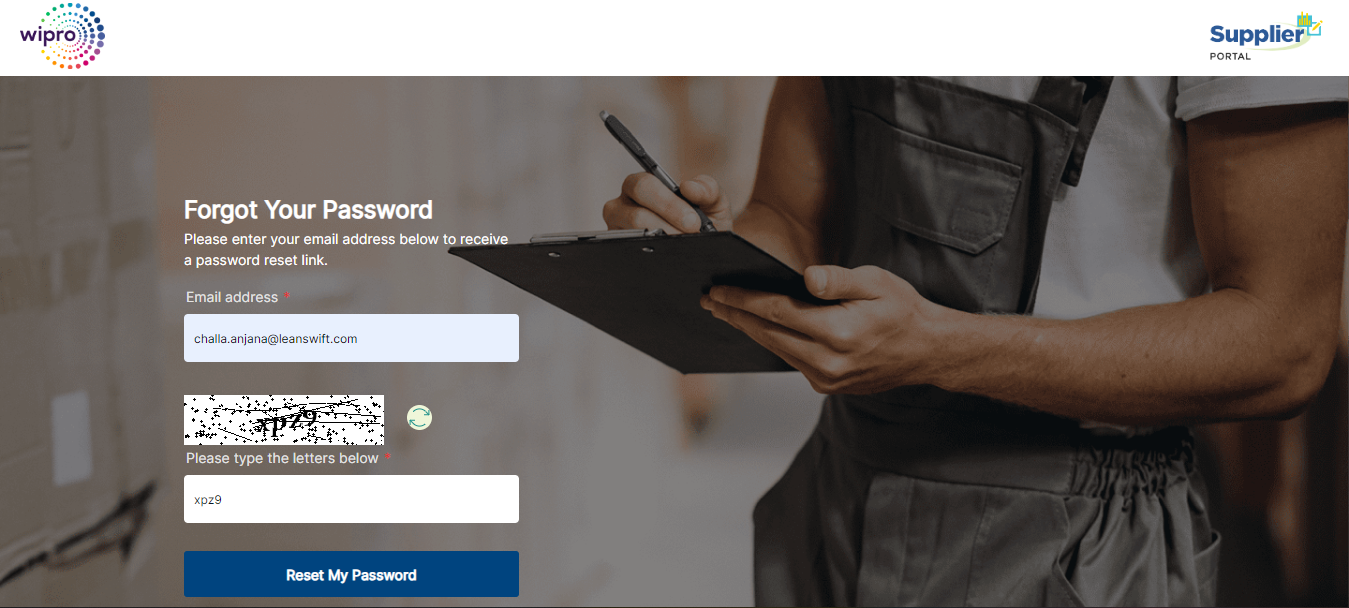 wipro
Supplier
PORTAL
Forgot Your Password
Please enter your email address below to receive
a password reset link.
Email address *
challa.anjana@leanswift.com
xpz9
Please type the letters below *
xpz9
Reset My Password